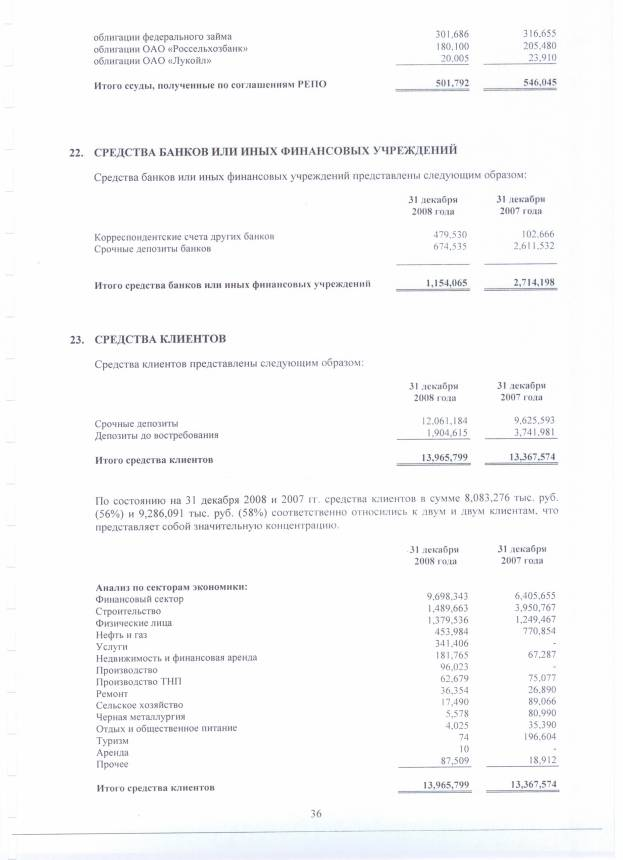 облигации федерального займа 301,686 316,655
облигации ОАО «Россельхозбанк» 180,100 205,480
облигации ОАО «Лукойл» 20,005 23,910
Итого ссуды, полученные по соглашениям РЕПО 501,792 546,045
22. СРЕДСТВА БАНКОВ ИЛИ ИНЫХ ФИНАНСОВЫХ УЧРЕЖДЕНИЙ
Средства банков или иных финансовых учреждений представлены следующим образом:
31 декабря 31 декабря
2008 года 2007 года
Корреспондентские счета других банков 479,530 102,666
Срочные депозиты банков 674,535 2,611,532
Итого средства банков или иных финансовых учреждений 1,154,065 2,714,198
23. СРЕДСТВА КЛИЕНТОВ
Средства клиентов представлены следующим образом:
31 декабря 31 декабря
2008 года 2007 года
Срочные депозиты 12,061,184 9,625,593
Депозиты до востребования 1,904,615 3,741,981
Итого средства клиентов 13,965,799 13,367,574
По состоянию на 31 декабря 2008 и 2007 гг. средства клиентов в сумме 8,083,276 тыс. руб.
(56%) и 9,286,091 тыс. руб. (58%) соответственно относились к двум и двум клиентам, что
представляет собой значительную концентрацию.
31 декабря 31 декабря
2008 года 2007 года
Анализ по секторам экономики:
Финансовый сектор 9,698,343 6,405,655
Строительство 1,489,663 3,950,767
Физические лица 1,379,536 1,249,467
Нефть и газ 453,984 770,854
Услуги 341,406 -
Недвижимость и финансовая аренда 181,765 67,287
Производство 96,023 -
Производство ТНП 62,679 75,077
Ремонт 36,354 26,890
Сельское хозяйство 17,490 89,066
Черная металлургия 5,578 80,990
Отдых и общественное питание 4,025 35,390
Туризм 74 196,604
Аренда 10 -
Прочее 87,509 18,912
Итого средства клиентов 13,965,799 13,367,574
36